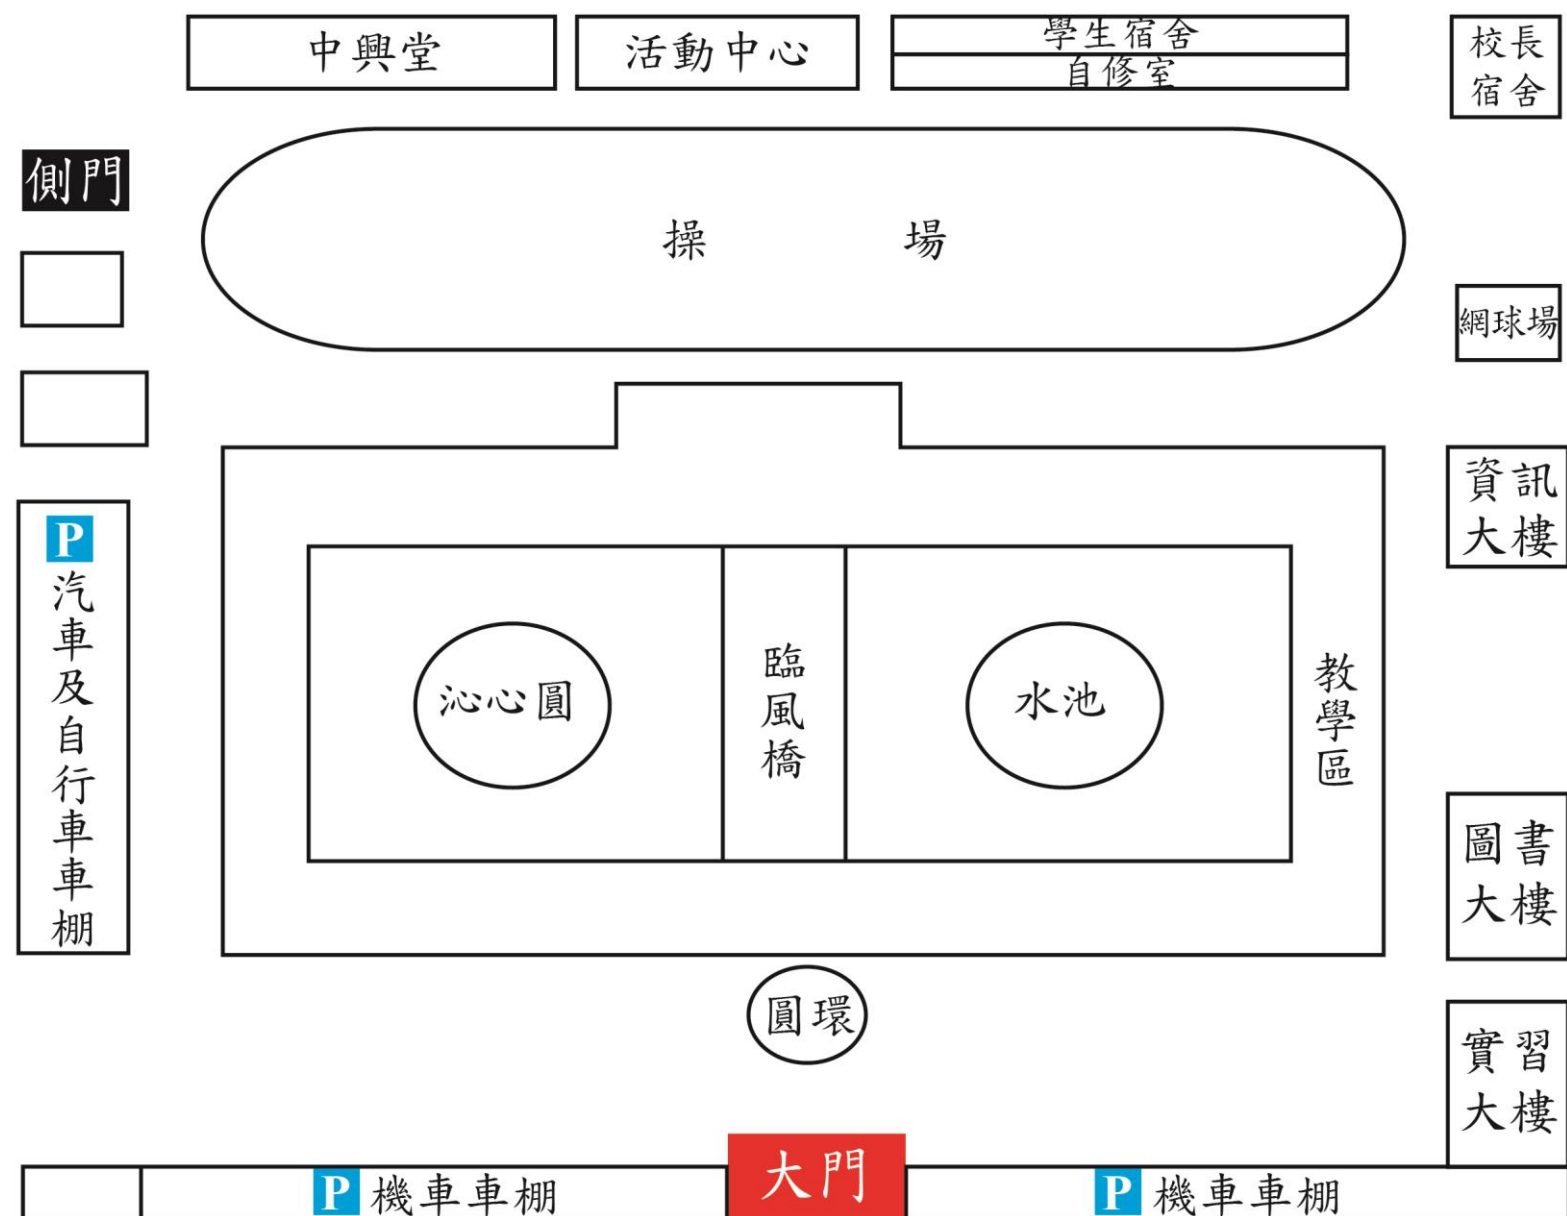 中興堂
活動中心
學生宿舍
自修室
校長
宿舍
側門
操場
網球場
資訊
大樓
P
汽車及自行車車棚
沁心圓
臨風橋
水池
教學區
圖書
大樓
圓環
實習
大樓
大門
P 機車車棚
P 機車車棚